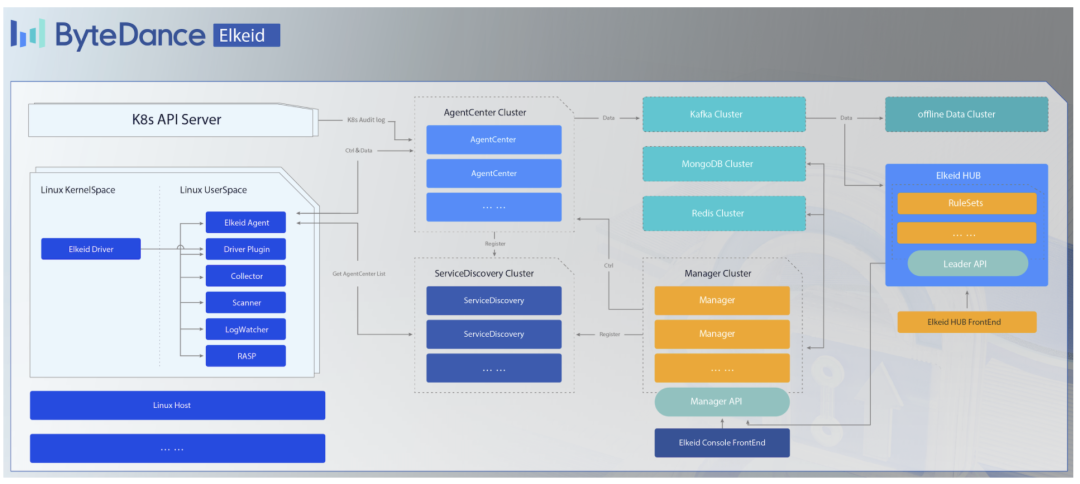 ByteDance Elkeid
K8s API Server
K8s Audit log
Ctrl & Data
Linux KernelSpace
Linux UserSpace
Elkeid Driver
Elkeid Agent
Driver Plugin
Collector
Scanner
LogWatcher
RASP
Get AgentCenter List
Linux Host
... ...
AgentCenter Cluster
AgentCenter
AgentCenter
... ...
Register
ServiceDiscovery Cluster
ServiceDiscovery
ServiceDiscovery
... ...
Data
Kafka Cluster
MongoDB Cluster
Redis Cluster
Ctrl
Register
Manager Cluster
Manager
Manager
... ...
Manager API
Elkeid Console FrontEnd
Data
offline Data Cluster
Elkeid HUB
RuleSets
... ...
Leader API
Elkeid HUB FrontEnd